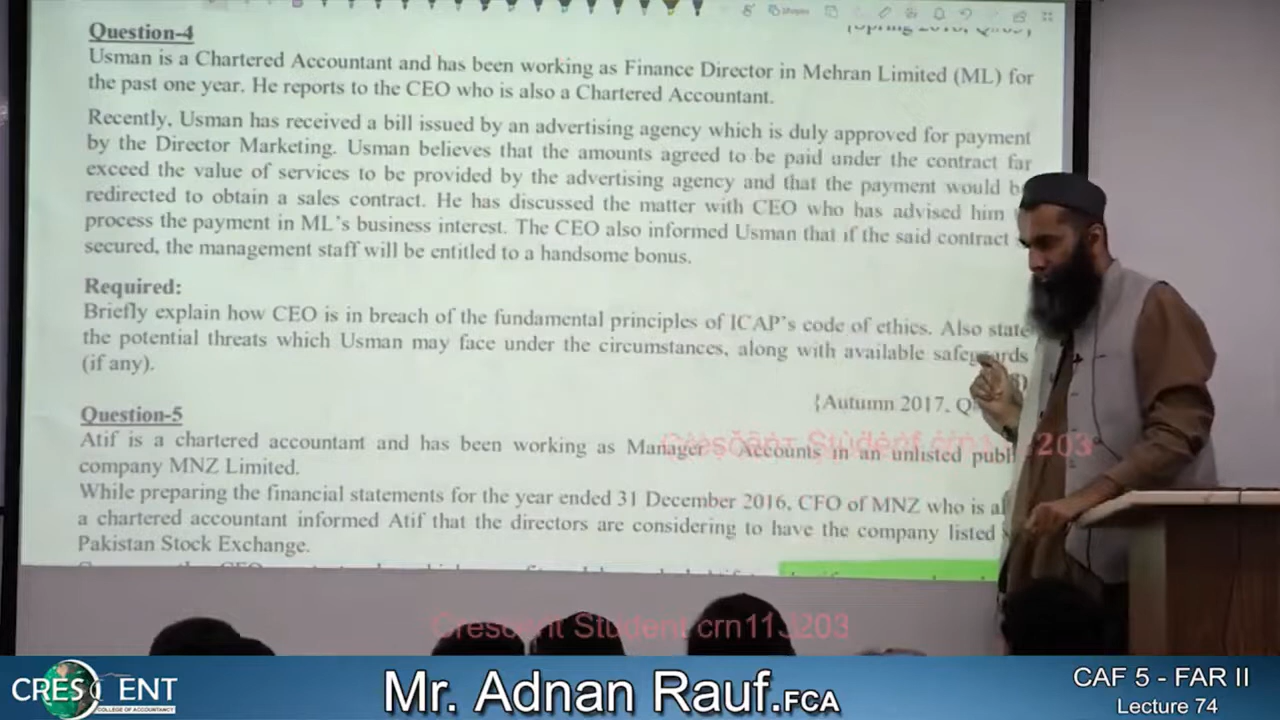 Shapes
Question-4
Usman is a Chartered Accountant and has been working as Finance Director in Mehran Limited (ML) for
the past one year. He reports to the CEO who is also a Chartered Accountant.
Recently, Usman has received a bill issued by an advertising agency which is duly approved for payment
by the Director Marketing. Usman believes that the amounts agreed to be paid under the contract far
exceed the value of services to be provided by the advertising agency and that the payment would b
redirected to obtain a sales contract. He has discussed the matter with CEO who has advised him
process the payment in ML's business interest. The CEO also informed Usman that if the said contract
secured, the management staff will be entitled to a handsome bonus.
Required:
Briefly explain how CEO is in breach of the fundamental principles of ICAP's code of ethics. Also state
the potential threats which Usman may face under the circumstances, along with available safeguards
(if any).
{Autumn 2017, Q
Question-5
Atif is a chartered accountant and has been working as Manager Accounts in an unlisted publ
company MNZ Limited.
While preparing the financial statements for the year ended 31 December 2016, CFO of MNZ who is al
a chartered accountant informed Atif that the directors are considering to have the company listed
Pakistan Stock Exchange.
Crescent Student crn113203
CRESCENT
COLLEGE OF ACCOUNTANCY
Mr. Adnan Rauf.FCA
CAF 5 - FAR II
Lecture 74